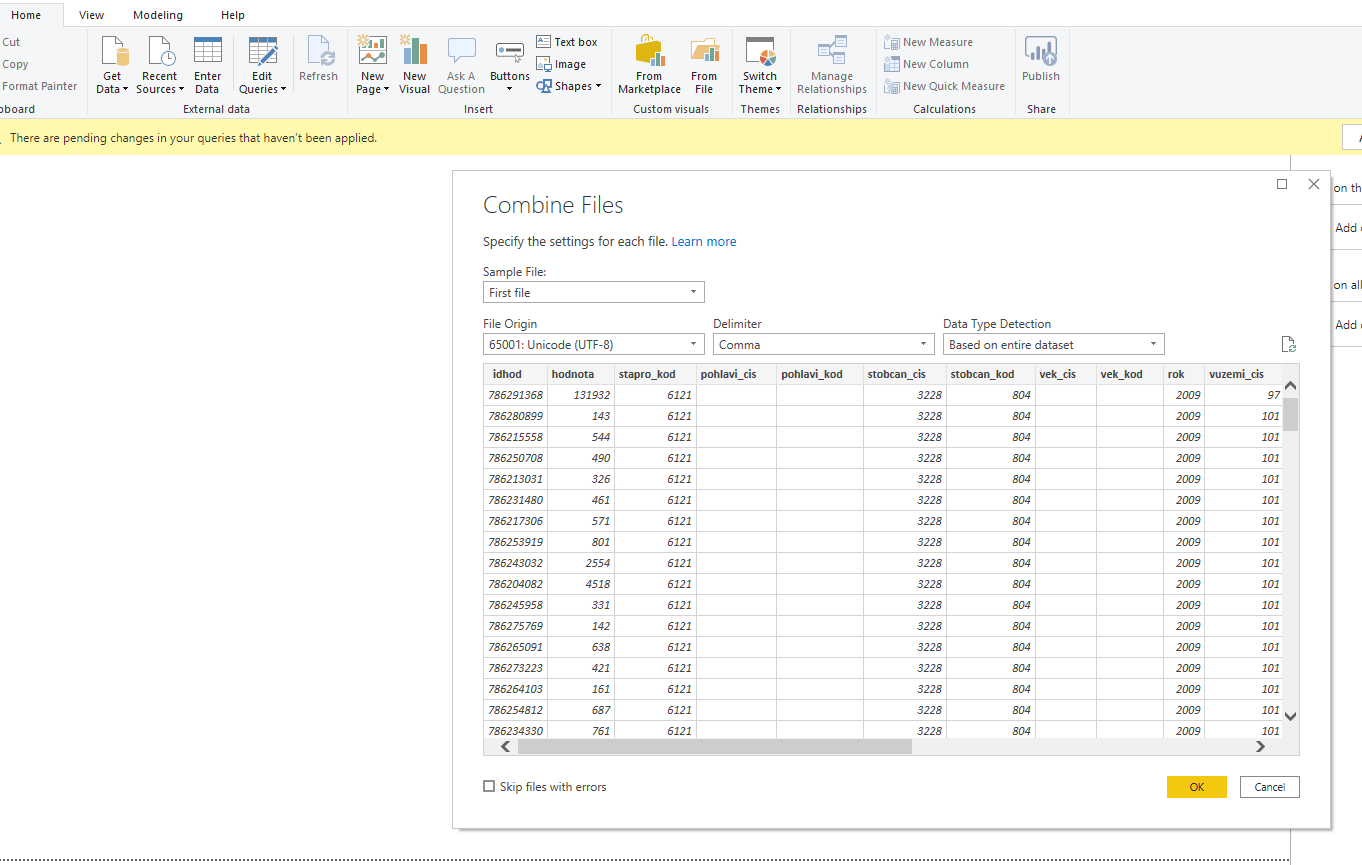 Home View Modeling Help
Cut
Copy
Format Painter
Get Data
Recent Sources
Enter Data
Edit Queries
Refresh
New Page
New Visual
Ask A Question
Buttons
Text box
Image
Shapes
From Marketplace
From File
Switch Theme
Manage Relationships
New Measure
New Column
New Quick Measure
Publish
External data Insert Custom visuals Themes Relationships Calculations Share
There are pending changes in your queries that haven't been applied.
Combine Files
Specify the settings for each file. Learn more
Sample File:
First file
File Origin Delimiter Data Type Detection
65001: Unicode (UTF-8) Comma Based on entire dataset
idhod hodnota stapro_kod pohlavi_cis pohlavi_kod stobcan_cis stobcan_kod vek_cis vek_kod rok vuzemi_cis
786291368 131932 6121 3228 804 2009 97
786280899 143 6121 3228 804 2009 101
786215558 544 6121 3228 804 2009 101
786250708 490 6121 3228 804 2009 101
786213031 326 6121 3228 804 2009 101
786231480 461 6121 3228 804 2009 101
786217306 571 6121 3228 804 2009 101
786253919 801 6121 3228 804 2009 101
786243032 2554 6121 3228 804 2009 101
786204082 4518 6121 3228 804 2009 101
786245958 331 6121 3228 804 2009 101
786275769 142 6121 3228 804 2009 101
786265091 638 6121 3228 804 2009 101
786273223 421 6121 3228 804 2009 101
786264103 161 6121 3228 804 2009 101
786254812 687 6121 3228 804 2009 101
786234330 761 6121 3228 804 2009 101
Skip files with errors
OK Cancel
on
Add
on
Add